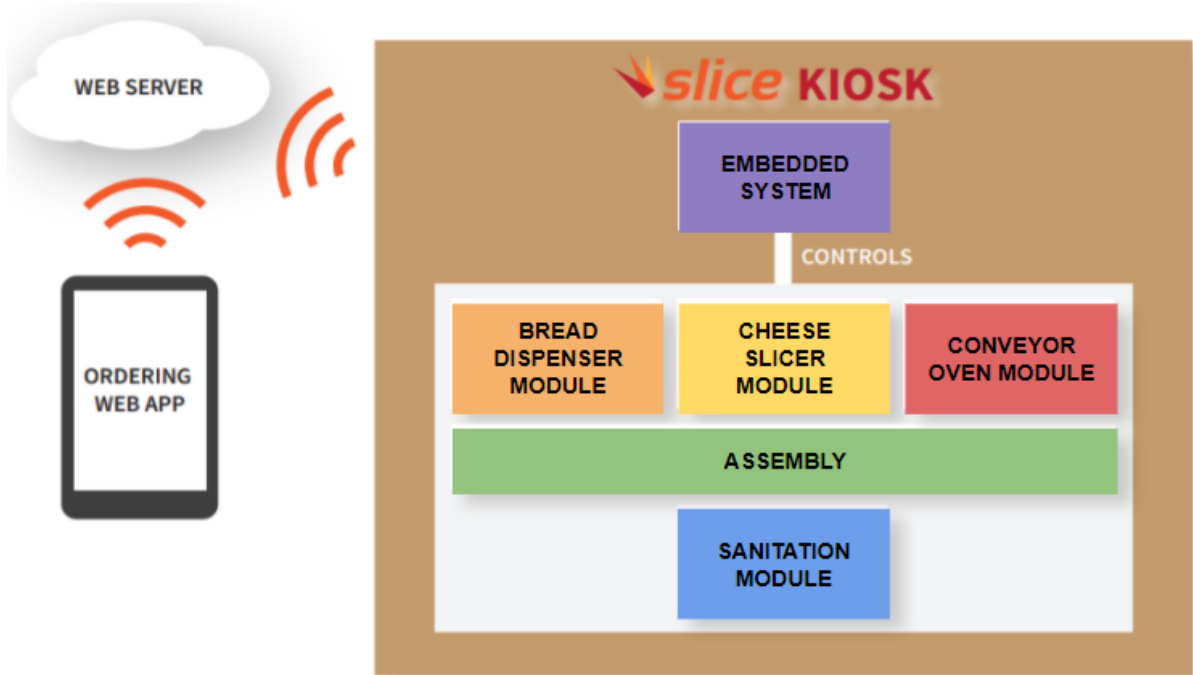 WEB SERVER
slice KIOSK
EMBEDDED
SYSTEM
CONTROLS
BREAD
DISPENSER
MODULE
CHEESE
SLICER
MODULE
CONVEYOR
OVEN MODULE
ORDERING
WEB APP
ASSEMBLY
SANITATION
MODULE